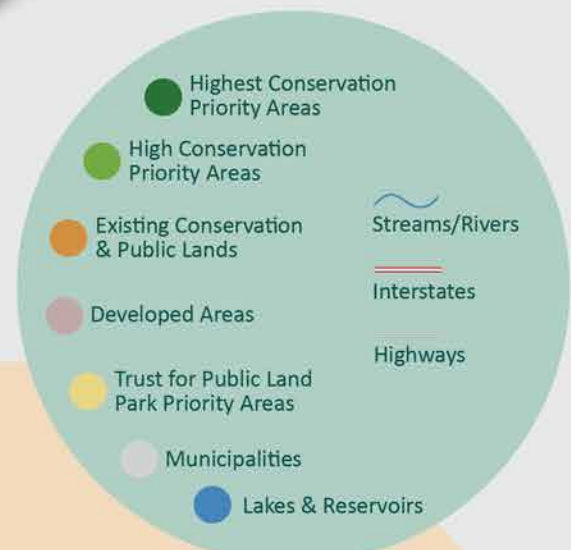 Highest Conservation
Priority Areas
High Conservation
Priority Areas
Existing Conservation
& Public Lands
Developed Areas
Trust for Public Land
Park Priority Areas
Municipalities
Lakes & Reservoirs
Streams/Rivers
Interstates
Highways